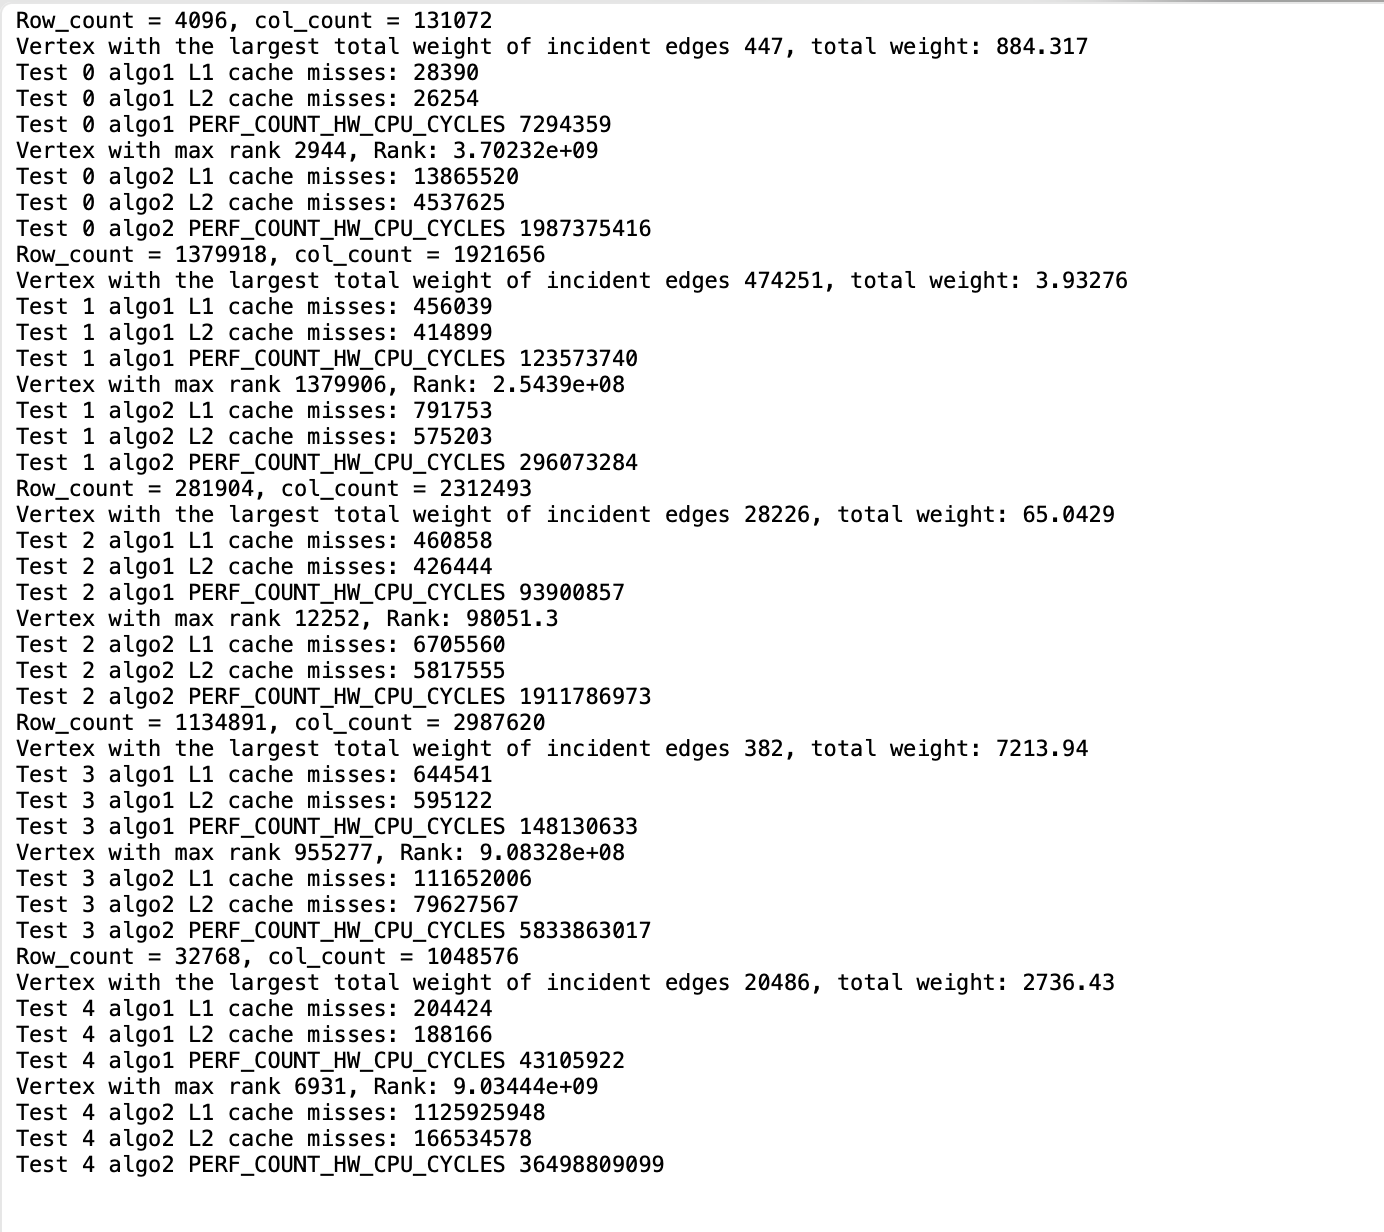 Row_count = 4096, col_count = 131072
Vertex with the largest total weight of incident edges 447, total weight: 884.317
Test 0 algo1 L1 cache misses: 28390
Test 0 algo1 L2 cache misses: 26254
Test 0 algo1 PERF_COUNT_HW_CPU_CYCLES 7294359
Vertex with max rank 2944, Rank: 3.70232e+09
Test 0 algo2 L1 cache misses: 13865520
Test 0 algo2 L2 cache misses: 4537625
Test 0 algo2 PERF_COUNT_HW_CPU_CYCLES 1987375416
Row_count = 1379918, col_count = 1921656
Vertex with the largest total weight of incident edges 474251, total weight: 3.93276
Test 1 algo1 L1 cache misses: 456039
Test 1 algo1 L2 cache misses: 414899
Test 1 algo1 PERF_COUNT_HW_CPU_CYCLES 123573740
Vertex with max rank 1379906, Rank: 2.5439e+08
Test 1 algo2 L1 cache misses: 791753
Test 1 algo2 L2 cache misses: 575203
Test 1 algo2 PERF_COUNT_HW_CPU_CYCLES 296073284
Row_count = 281904, col_count = 2312493
Vertex with the largest total weight of incident edges 28226, total weight: 65.0429
Test 2 algo1 L1 cache misses: 460858
Test 2 algo1 L2 cache misses: 426444
Test 2 algo1 PERF_COUNT_HW_CPU_CYCLES 93900857
Vertex with max rank 12252, Rank: 98051.3
Test 2 algo2 L1 cache misses: 6705560
Test 2 algo2 L2 cache misses: 5817555
Test 2 algo2 PERF_COUNT_HW_CPU_CYCLES 1911786973
Row_count = 1134891, col_count = 2987620
Vertex with the largest total weight of incident edges 382, total weight: 7213.94
Test 3 algo1 L1 cache misses: 644541
Test 3 algo1 L2 cache misses: 595122
Test 3 algo1 PERF_COUNT_HW_CPU_CYCLES 148130633
Vertex with max rank 955277, Rank: 9.08328e+08
Test 3 algo2 L1 cache misses: 111652006
Test 3 algo2 L2 cache misses: 79627567
Test 3 algo2 PERF_COUNT_HW_CPU_CYCLES 5833863017
Row_count = 32768, col_count = 1048576
Vertex with the largest total weight of incident edges 20486, total weight: 2736.43
Test 4 algo1 L1 cache misses: 204424
Test 4 algo1 L2 cache misses: 188166
Test 4 algo1 PERF_COUNT_HW_CPU_CYCLES 43105922
Vertex with max rank 6931, Rank: 9.03444e+09
Test 4 algo2 L1 cache misses: 1125925948
Test 4 algo2 L2 cache misses: 166534578
Test 4 algo2 PERF_COUNT_HW_CPU_CYCLES 36498809099